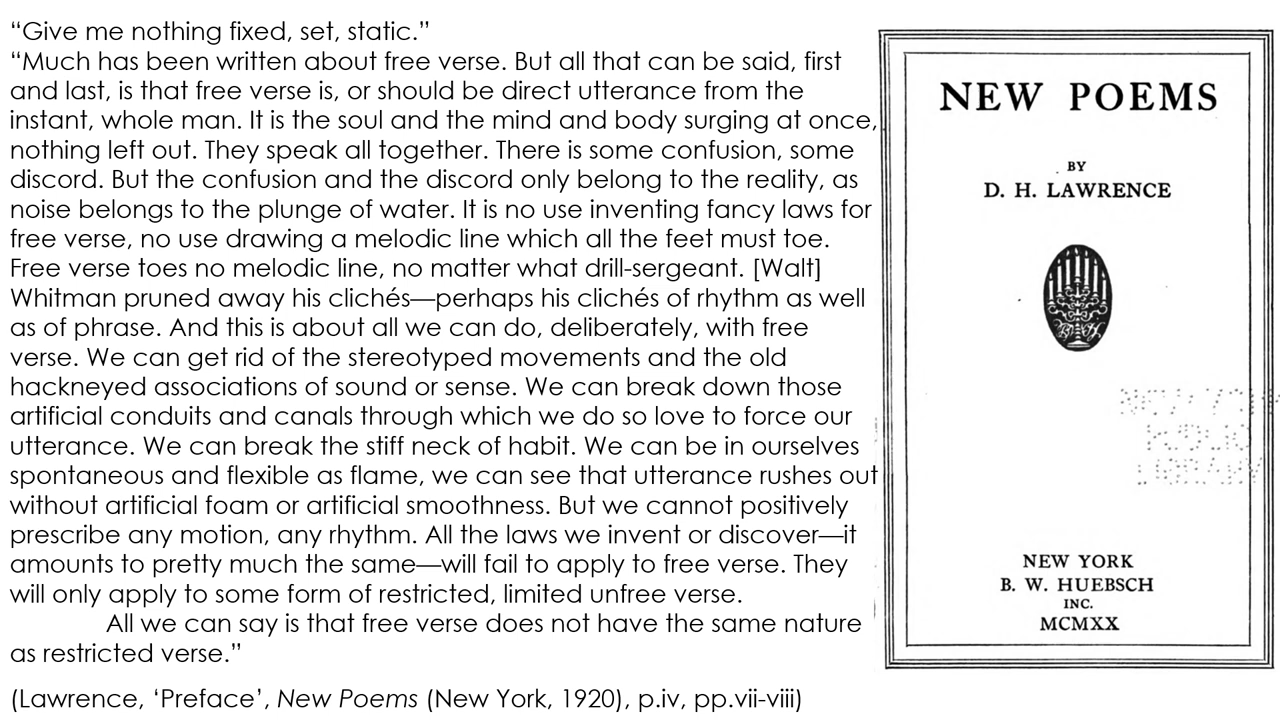 “Give me nothing fixed, set, static.”
“Much has been written about free verse. But all that can be said, first
and last, is that free verse is, or should be direct utterance from the
instant, whole man. It is the soul and the mind and body surging at once,
nothing left out. They speak all together. There is some confusion, some
discord. But the confusion and the discord only belong to the reality, as
noise belongs to the plunge of water. It is no use inventing fancy laws for
free verse, no use drawing a melodic line which all the feet must toe.
Free verse toes no melodic line, no matter what drill-sergeant. [Walt]
Whitman pruned away his clichés—perhaps his clichés of rhythm as well
as of phrase. And this is about all we can do, deliberately, with free
verse. We can get rid of the stereotyped movements and the old
hackneyed associations of sound or sense. We can break down those
artificial conduits and canals through which we do so love to force our
utterance. We can break the stiff neck of habit. We can be in ourselves
spontaneous and flexible as flame, we can see that utterance rushes out
without artificial foam or artificial smoothness. But we cannot positively
prescribe any motion, any rhythm. All the laws we invent or discover—it
amounts to pretty much the same—will fail to apply to free verse. They
will only apply to some form of restricted, limited unfree verse.
All we can say is that free verse does not have the same nature
as restricted verse.”
(Lawrence, ‘Preface’, New Poems (New York, 1920), p.iv, pp.vii-viii)
NEW POEMS
BY
D. H. LAWRENCE
NEW YORK
B. W. HUEBSCH
INC.
MCMXX